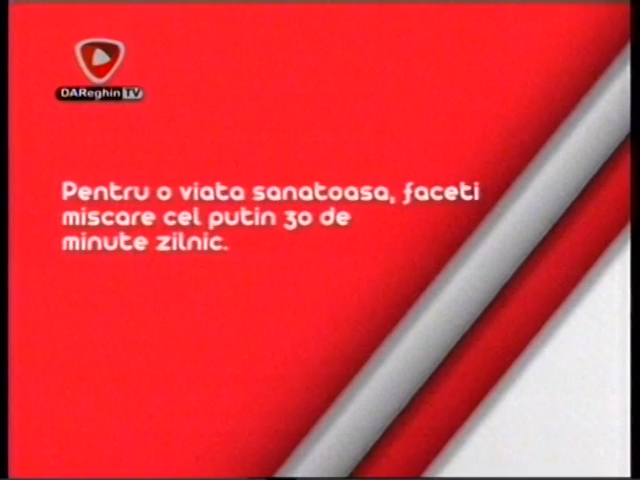 DAReghin TV
Pentru o viata sanatoasa, faceti
miscare cel putin 30 de
minute zilnic.